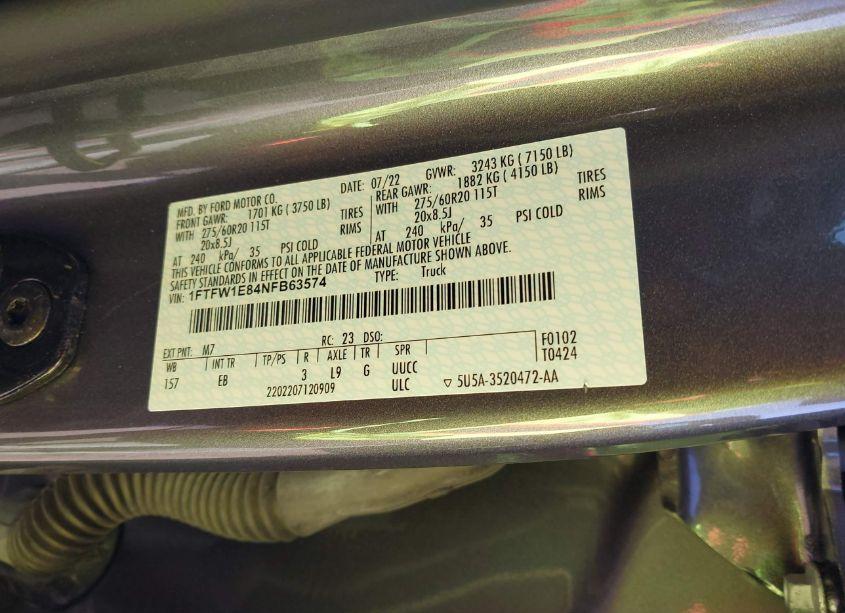 MFD. BY FORD MOTOR CO.
DATE: 07/22
GVWR: 3243 KG ( 7150 LB)
FRONT GAWR: 1701 KG ( 3750 LB)
REAR GAWR: 1882 KG ( 4150 LB)
WITH 275/60R20 115T TIRES
WITH 275/60R20 115T TIRES
20x8.5J RIMS
20x8.5J RIMS
AT 240 kPa/ 35 PSI COLD
AT 240 kPa/ 35 PSI COLD
THIS VEHICLE CONFORMS TO ALL APPLICABLE FEDERAL MOTOR VEHICLE
SAFETY STANDARDS IN EFFECT ON THE DATE OF MANUFACTURE SHOWN ABOVE.
VIN: 1FTFW1E84NFB63574
TYPE: Truck
EXT PNT: M7 RC: 23 DSO:
F0102
T0424
WB INT TR TP/PS R AXLE TR SPR
157 EB 3 L9 G UUCC
2202207120909 ULC
▽ 5U5A-3520472-AA